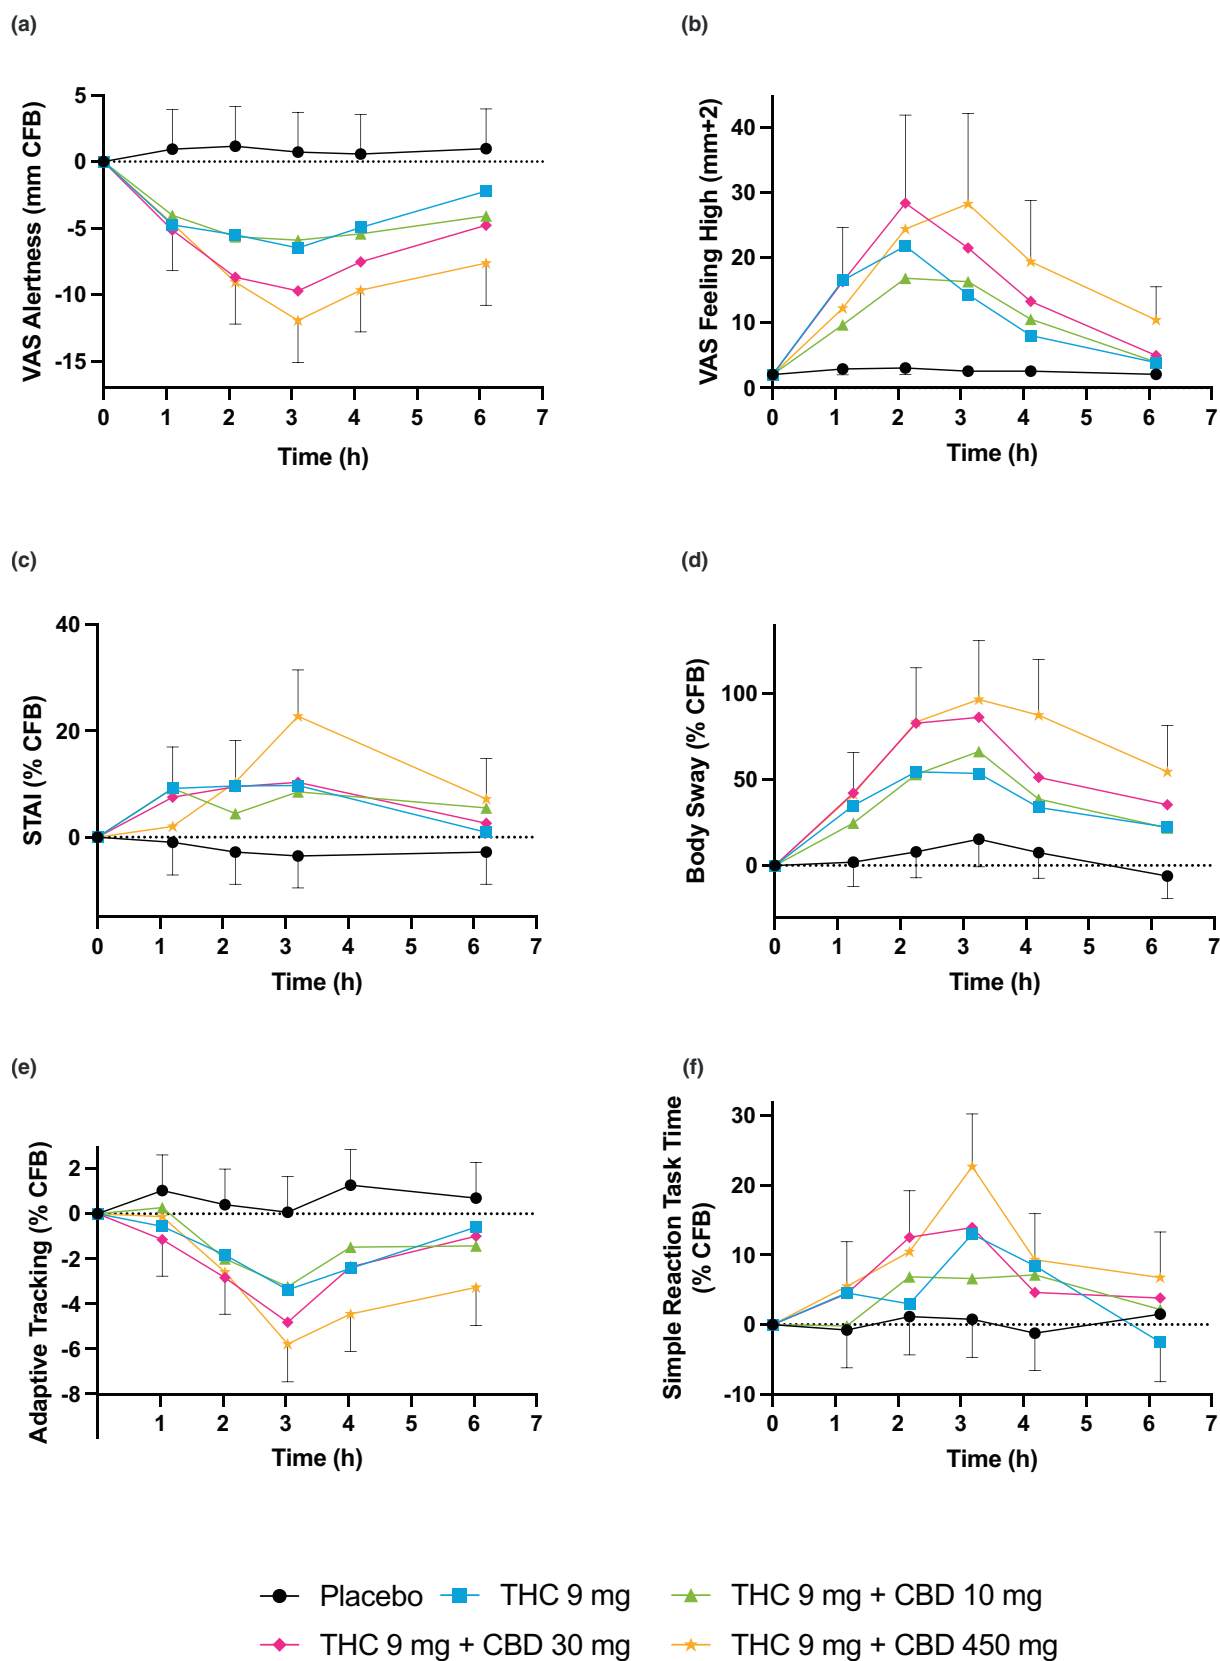 (a)
(b)
VAS Alertness (mm CFB)
5
0
-5
-10
-15
0 1 2 3 4 5 6 7
Time (h)
VAS Feeling High (mm+2)
40
30
20
10
0
0 1 2 3 4 5 6 7
Time (h)
(c)
(d)
STAI (% CFB)
40
20
0
0 1 2 3 4 5 6 7
Time (h)
Body Sway (% CFB)
100
50
0
0 1 2 3 4 5 6 7
Time (h)
(e)
(f)
Adaptive Tracking (% CFB)
2
0
-2
-4
-6
-8
1 2 3 4 5 6 7
Time (h)
Simple Reaction Task Time
(% CFB)
30
20
10
0
-10
0 1 2 3 4 5 6 7
Time (h)
Placebo THC 9 mg THC 9 mg + CBD 10 mg
THC 9 mg + CBD 30 mg THC 9 mg + CBD 450 mg